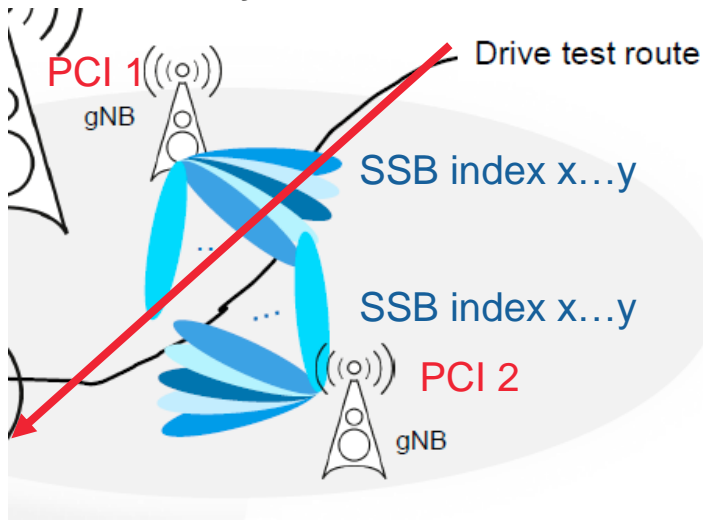 Drive test route
PCI 1
gNB
SSB index x...y
SSB index x...y
PCI 2
gNB